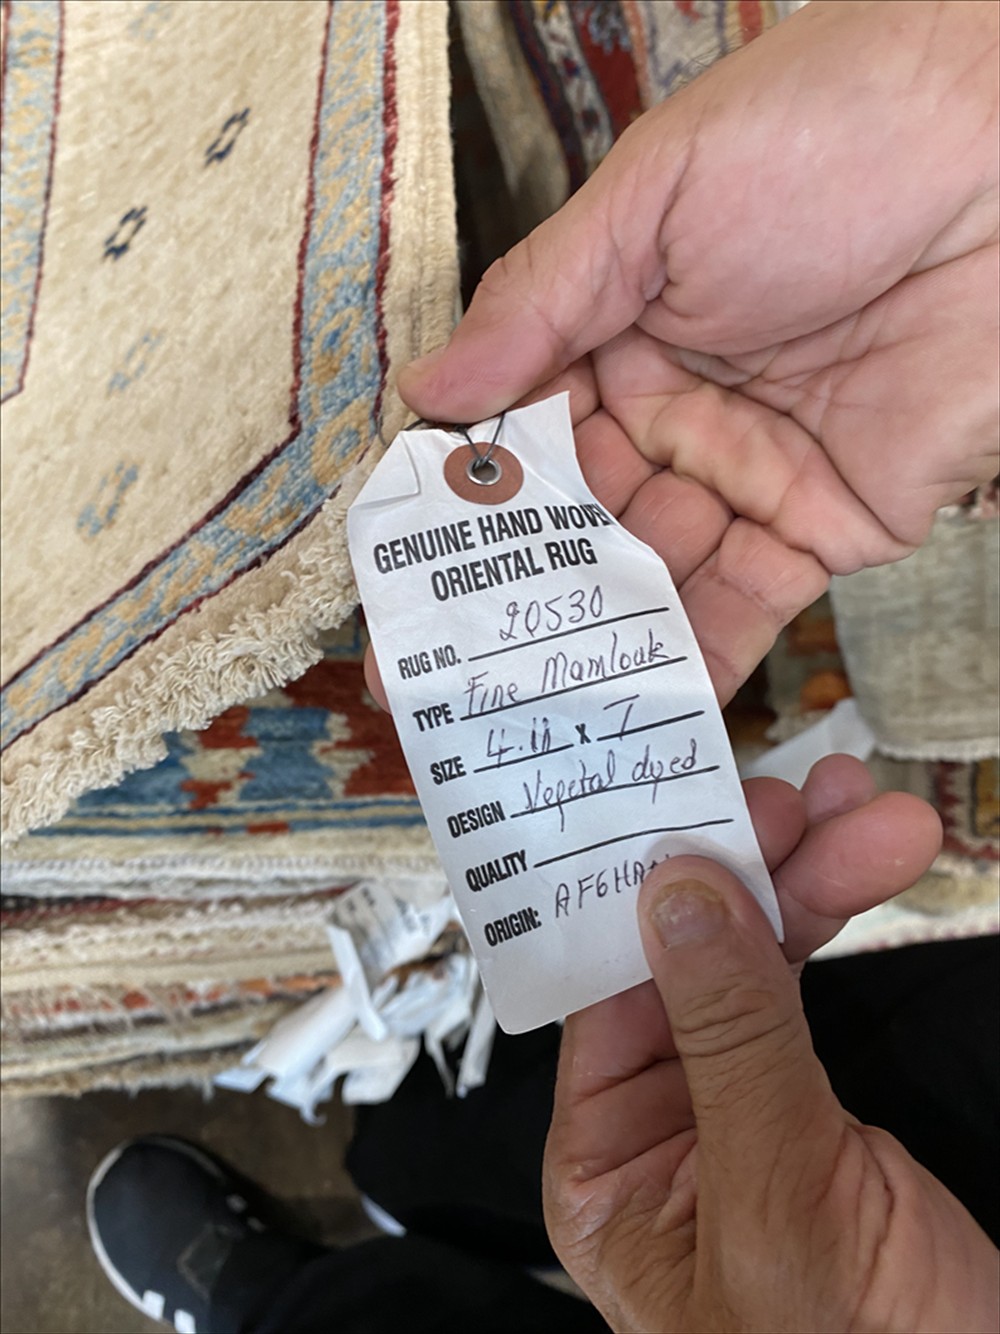 GENUINE HAND WOVE
ORIENTAL RUG
RUG NO. 20530
TYPE Fine Mamlouk
SIZE 4.11 X 7
DESIGN Vegetal dyed
QUALITY
ORIGIN: AFGHAN